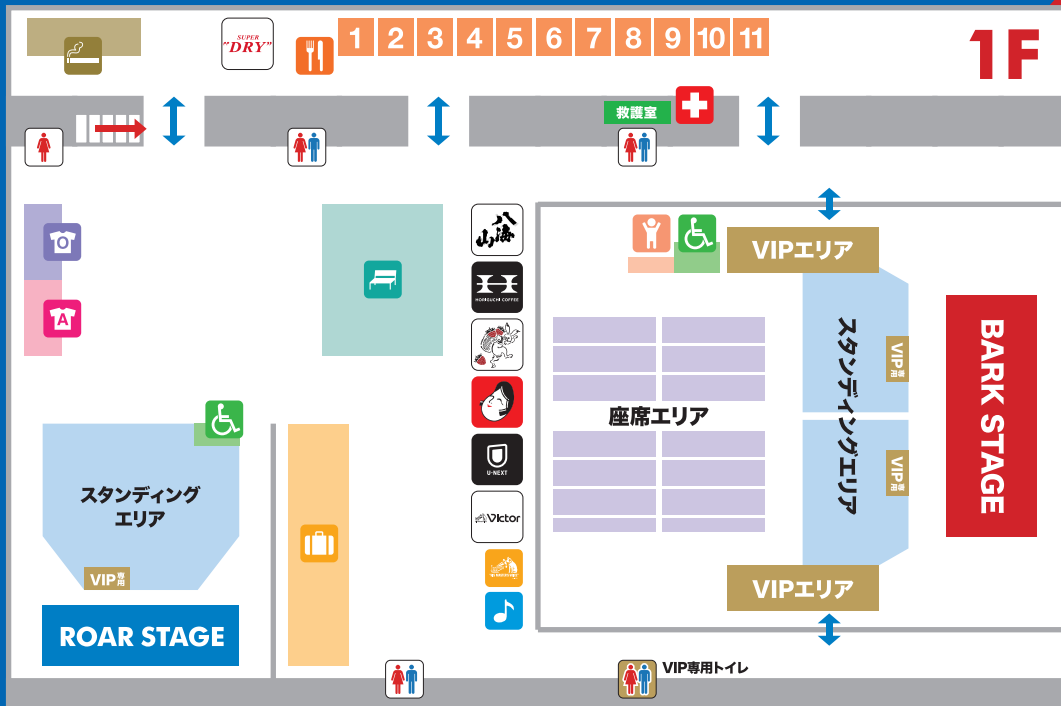 SUPER
"DRY"
1 2 3 4 5 6 7 8 9 10 11
1F
救護室
O
A
八海山
H
HORIGUCHI COFFEE
VIPエリア
スタンディングエリア
VIP専用
VIP専用
BARK STAGE
座席エリア
U-NEXT
Victor
スタンディング
エリア
VIP専用
ROAR STAGE
VIPエリア
VIP専用トイレ